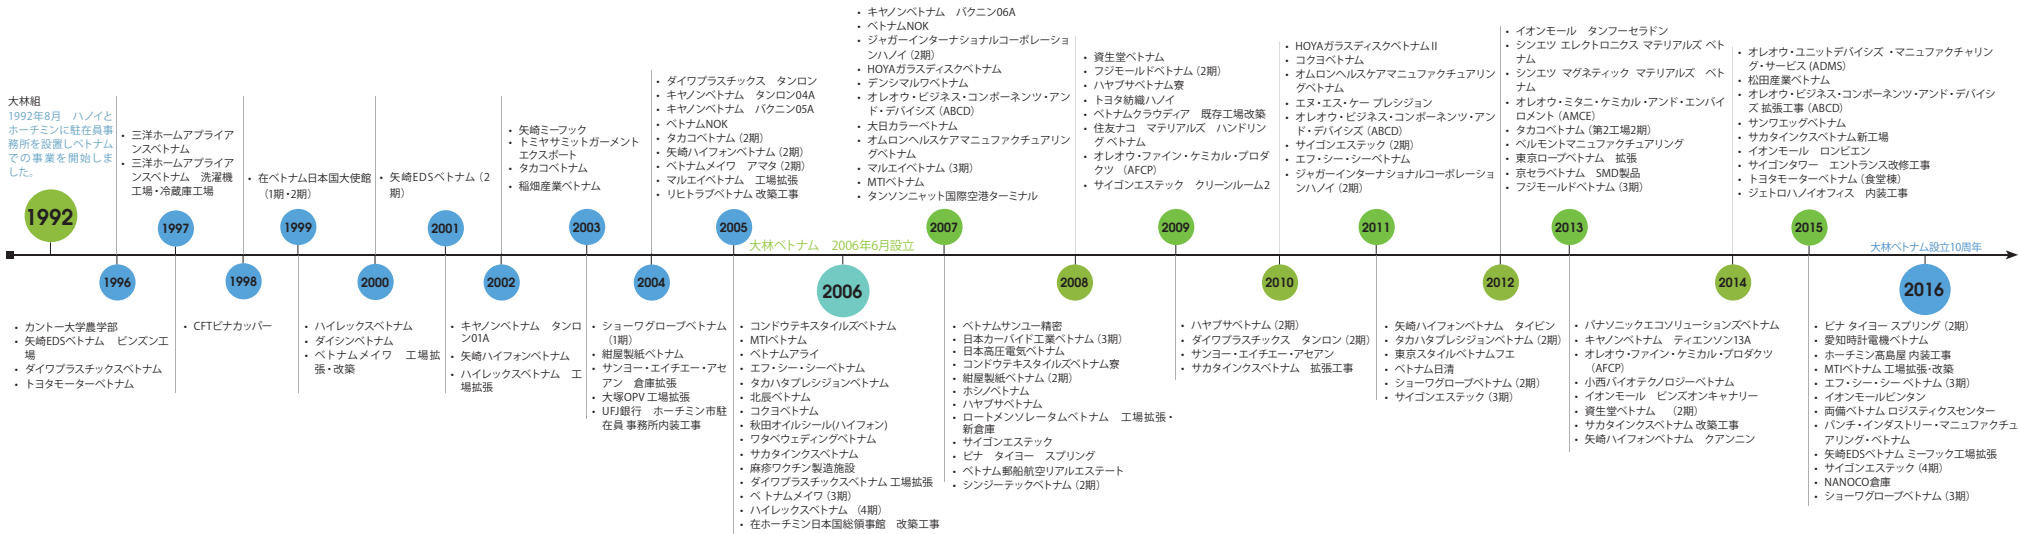 大林組
1992年8月　ハノイと
ホーチミンに駐在員事
務所を設置しベトナム
での事業を開始しま
した。
1992
1996
• カントー大学農学部
• 矢崎EDSベトナム　ビンズン工
場
• ダイワプラスチックスベトナム
• トヨタモーターベトナム
• 三洋ホームアプライア
ンスベトナム
• 三洋ホームアプライア
ンスベトナム　洗濯機
工場・冷蔵庫工場
1997
1998
• CFTビナカッパー
• 在ベトナム日本国大使館
（1期・2期）
1999
2000
• ハイレックスベトナム
• ダイシンベトナム
• ベトナムメイワ　工場拡
張・改築
• 矢崎EDSベトナム（2
期）
2001
2002
• キヤノンベトナム　タンロ
ン01A
• 矢崎ハイフォンベトナム
• ハイレックスベトナム　工
場拡張
• 矢崎ミーフック
• トミヤサミットガーメント
エクスポート
• タカコベトナム
• 稲畑産業ベトナム
2003
2004
• ショーワグローブベトナム
（1期）
• 紺屋製紙ベトナム
• サンヨー・エイチエー・アセ
アン　倉庫拡張
• 大塚OPV 工場拡張
• UFJ銀行　ホーチミン市駐
在員 事務所内装工事
• ダイワプラスチックス　タンロン
• キヤノンベトナム　タンロン04A
• キヤノンベトナム　バクニン05A
• ベトナムNOK
• タカコベトナム（2期）
• 矢崎ハイフォンベトナム（2期）
• ベトナムメイワ　アマタ（2期）
• マルエイベトナム　工場拡張
• リヒトラブベトナム 改築工事
2005
大林ベトナム　2006年6月設立
2006
• コンドウテキスタイルズベトナム
• MTIベトナム
• ベトナムアライ
• エフ・シー・シーベトナム
• タカハタプレシジョンベトナム
• 北辰ベトナム
• コクヨベトナム
• 秋田オイルシール(ハイフォン)
• ワタベウェディングベトナム
• サカタインクスベトナム
• 麻疹ワクチン製造施設
• ダイワプラスチックスベトナム 工場拡張
• ベトナムメイワ（3期）
• ハイレックスベトナム　(4期）
• 在ホーチミン日本国総領事館　改築工事
• キヤノンベトナム　バクニン06A
• ベトナムNOK
• ジャガーインターナショナルコーポレーショ
ンハノイ（2期）
• HOYAガラスディスクベトナム
• デンシマルワベトナム
• オレオウ・ビジネス・コンポーネンツ・アン
ド・デバイシズ（ABCD）
• 大日カラーベトナム
• オムロンヘルスケアマニュファクチュアリン
グベトナム
• マルエイベトナム（3期）
• MTIベトナム
• タンソンニャット国際空港ターミナル
2007
2008
• ベトナムサンユー精密
• 日本カーバイド工業ベトナム（3期）
• 日本高圧電気ベトナム
• コンドウテキスタイルズベトナム寮
• 紺屋製紙ベトナム（2期）
• ホシノベトナム
• ハヤブサベトナム
• ロートメンソレータムベトナム　工場拡張・
新倉庫
• サイゴンエステック
• ビナ　タイヨー　スプリング
• ベトナム郵船航空リアルエステート
• シンジーテックベトナム（2期）
• 資生堂ベトナム
• フジモールドベトナム（2期）
• ハヤブサベトナム寮
• トヨタ紡織ハノイ
• ベトナムクラウディア　既存工場改築
• 住友ナコ　マテリアルズ　ハンドリン
グ ベトナム
• オレオウ・ファイン・ケミカル・プロダ
クツ　(AFCP)
• サイゴンエステック　クリーンルーム2
2009
2010
• ハヤブサベトナム（2期）
• ダイワプラスチックス　タンロン（2期）
• サンヨー・エイチエー・アセアン
• サカタインクスベトナム　拡張工事
• HOYAガラスディスクベトナムⅡ
• コクヨベトナム
• オムロンヘルスケアマニュファクチュアリン
グベトナム
• エヌ・エス・ケー プレシジョン
• オレオウ・ビジネス・コンポーネンツ・アン
ド・デバイシズ（ABCD）
• サイゴンエステック（2期）
• エフ・シー・シーベトナム
• ジャガーインターナショナルコーポレーショ
ンハノイ（2期）
2011
2012
• 矢崎ハイフォンベトナム　タイビン
• タカハタプレシジョンベトナム（2期）
• 東京スタイルベトナムフエ
• ベトナム日清
• ショーワグローブベトナム（2期）
• サイゴンエステック（3期）
• イオンモール　タンフーセラドン
• シンエツ エレクトロニクス マテリアルズ ベト
ナム
• シンエツ マグネティック マテリアルズ　ベト
ナム
• オレオウ・ミタニ・ケミカル・アンド・エンバイ
ロメント（AMCE）
• タカコベトナム（第2工場2期）
• ベルモントマニュファクチュアリング
• 東京ロープベトナム　拡張
• 京セラベトナム　SMD製品
• フジモールドベトナム（3期）
2013
2014
• パナソニックエコソリューションズベトナム
• キヤノンベトナム　ティエンソン13A
• オレオウ・ファイン・ケミカル・プロダクツ
（AFCP）
• 小西バイオテクノロジーベトナム
• イオンモール　ビンズオンキャナリー
• 資生堂ベトナム　（2期）
• サカタインクスベトナム 改築工事
• 矢崎ハイフォンベトナム　クアンニン
• オレオウ・ユニットデバイシズ・マニュファクチャリン
グ・サービス（ADMS）
• 松田産業ベトナム
• オレオウ・ビジネス・コンポーネンツ・アンド・デバイシ
ズ 拡張工事（ABCD）
• サンワエッグベトナム
• サカタインクスベトナム新工場
• イオンモール　ロンビエン
• サイゴンタワー　エントランス改修工事
• トヨタモーターベトナム（食堂棟）
• ジェトロハノイオフィス　内装工事
2015
大林ベトナム設立10周年
2016
• ビナ タイヨー スプリング（2期）
• 愛知時計電機ベトナム
• ホーチミン髙島屋 内装工事
• MTIベトナム 工場拡張・改築
• エフ・シー・シー ベトナム（3期）
• イオンモールビンタン
• 両備ベトナム ロジスティクスセンター
• パンチ・インダストリー・マニュファクチュ
アリング・ベトナム
• 矢崎EDSベトナム ミーフック工場拡張
• サイゴンエステック（4期）
• NANOCO倉庫
• ショーワグローブベトナム（3期）